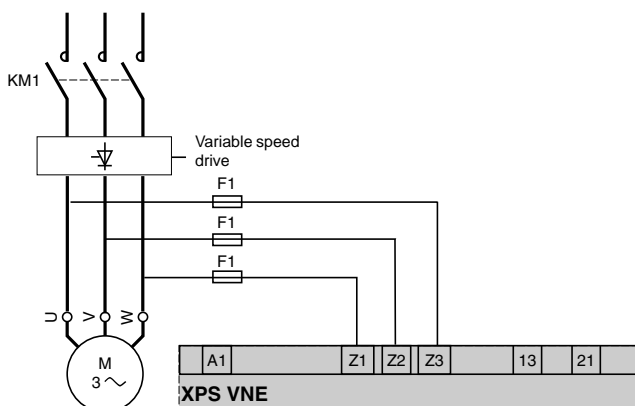 KM1
Variable speed
drive
F1
F1
F1
U V W
M
3
A1 Z1 Z2 Z3 13 21
XPS VNE